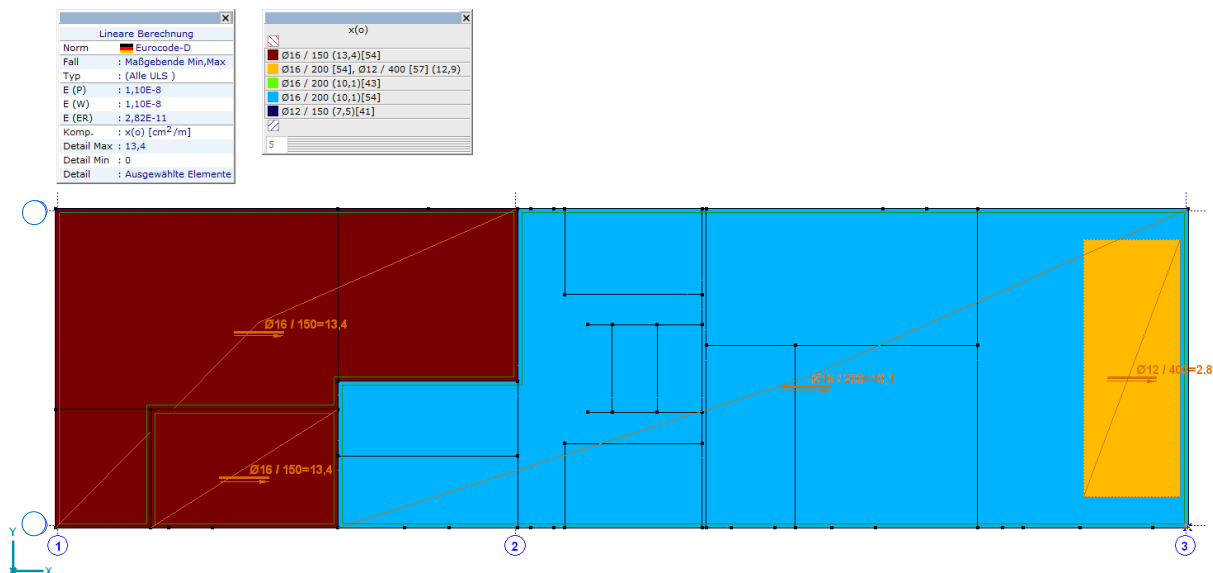 Lineare Berechnung
Norm Eurocode-D
Fall : Maßgebende Min,Max
Typ : (Alle ULS )
E (P) : 1,10E-8
E (W) : 1,10E-8
E (ER) : 2,82E-11
Komp. : x(o) [cm²/m]
Detail Max : 13,4
Detail Min : 0
Detail : Ausgewählte Elemente
x(o)
Ø16 / 150 (13,4)[54]
Ø16 / 200 [54], Ø12 / 400 [57] (12,9)
Ø16 / 200 (10,1)[43]
Ø16 / 200 (10,1)[54]
Ø12 / 150 (7,5)[41]
5
Ø16 / 150=13,4
Ø12 / 400=2,8
Ø16 / 200=10,1
Ø16 / 150=13,4
Y
1
2
3
X